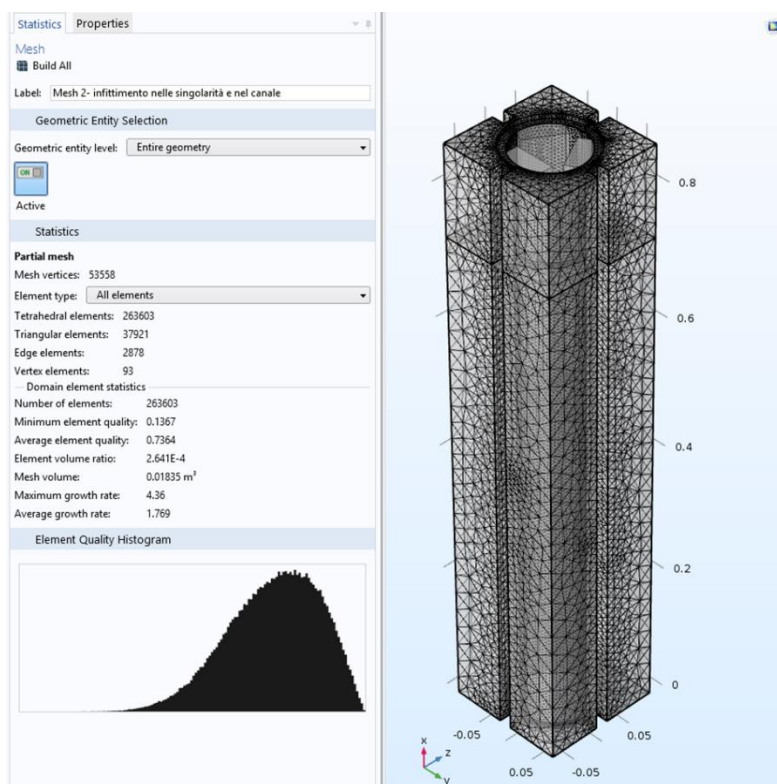 Statistics Properties
Mesh
Build All
Label: Mesh 2- infittimento nelle singolarità e nel canale
Geometric Entity Selection
Geometric entity level: Entire geometry
ON
Active
Statistics
Partial mesh
Mesh vertices: 53558
Element type: All elements
Tetrahedral elements: 263603
Triangular elements: 37921
Edge elements: 2878
Vertex elements: 93
Domain element statistics
Number of elements: 263603
Minimum element quality: 0.1367
Average element quality: 0.7364
Element volume ratio: 2.641E-4
Mesh volume: 0.01835 m³
Maximum growth rate: 4.36
Average growth rate: 1.769
Element Quality Histogram
0.8
0.6
0.4
0.2
0
-0.05 0.05
0.05 -0.05
x
z
y